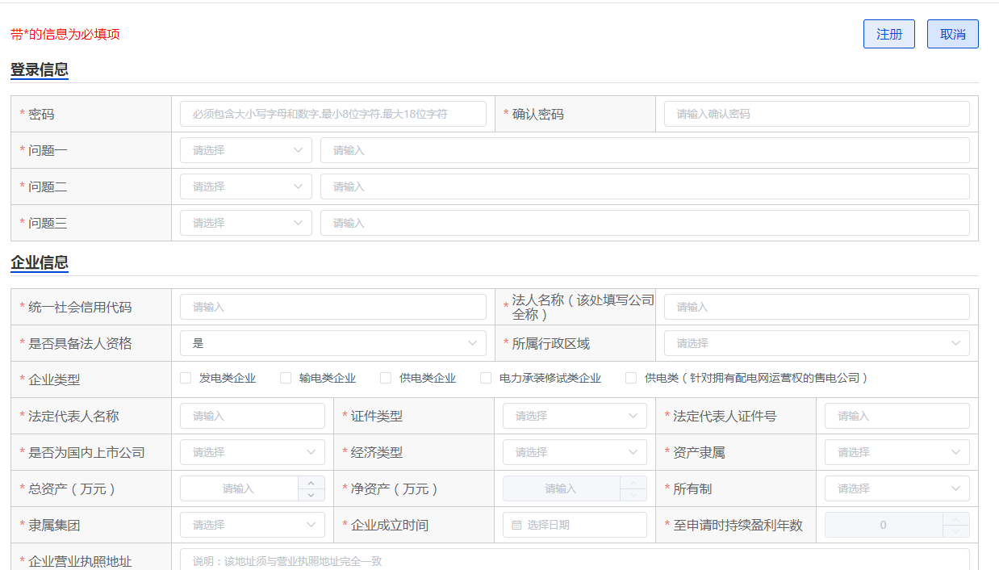 带*的信息为必填项
注册
取消
登录信息
* 密码
必须包含大小写字母和数字.最小8位字符.最大18位字符
* 确认密码
请输入确认密码
* 问题一
请选择
请输入
* 问题二
请选择
请输入
* 问题三
请选择
请输入
企业信息
* 统一社会信用代码
请输入
* 法人名称（该处填写公司
全称）
请输入
* 是否具备法人资格
是
* 所属行政区域
请选择
* 企业类型
发电类企业
输电类企业
供电类企业
电力承装修试类企业
供电类（针对拥有配电网运营权的售电公司）
* 法定代表人名称
请输入
* 证件类型
请选择
* 法定代表人证件号
请输入
* 是否为国内上市公司
请选择
* 经济类型
请选择
* 资产隶属
请选择
* 总资产（万元）
请输入
* 净资产（万元）
请输入
* 所有制
请选择
* 隶属集团
请选择
* 企业成立时间
选择日期
* 至申请时持续盈利年数
0
* 企业营业执照地址
说明：该地址须与营业执照地址完全一致